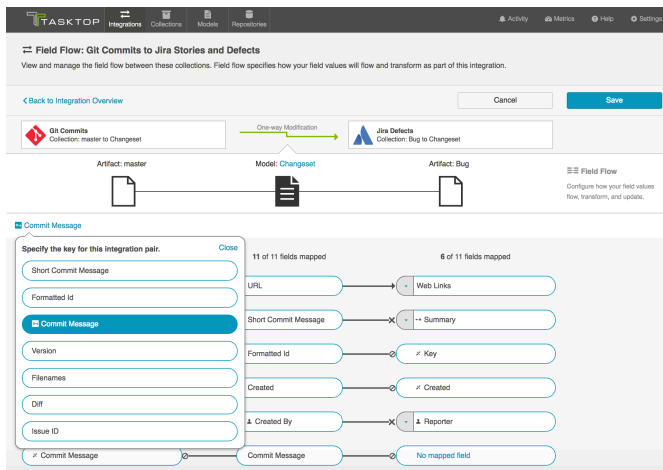 TASKTOP
Integrations
Collections
Models
Repositories
Activity
Metrics
Help
Settings
Field Flow: Git Commits to Jira Stories and Defects
View and manage the field flow between these collections. Field flow specifies how your field values will flow and transform as part of this integration.
Back to Integration Overview
Cancel
Save
Git Commits
Collection: master to Changeset
One-way Modification
Jira Defects
Collection: Bug to Changeset
Artifact: master
Model: Changeset
Artifact: Bug
Field Flow
Configure how your field values
flow, transform, and update.
Commit Message
Specify the key for this integration pair.
Close
Short Commit Message
Formatted Id
Commit Message
Version
Filenames
Diff
Issue ID
11 of 11 fields mapped
6 of 11 fields mapped
URL
Web Links
Short Commit Message
Summary
Formatted Id
Key
Created
Created
Created By
Reporter
Commit Message
Commit Message
No mapped field